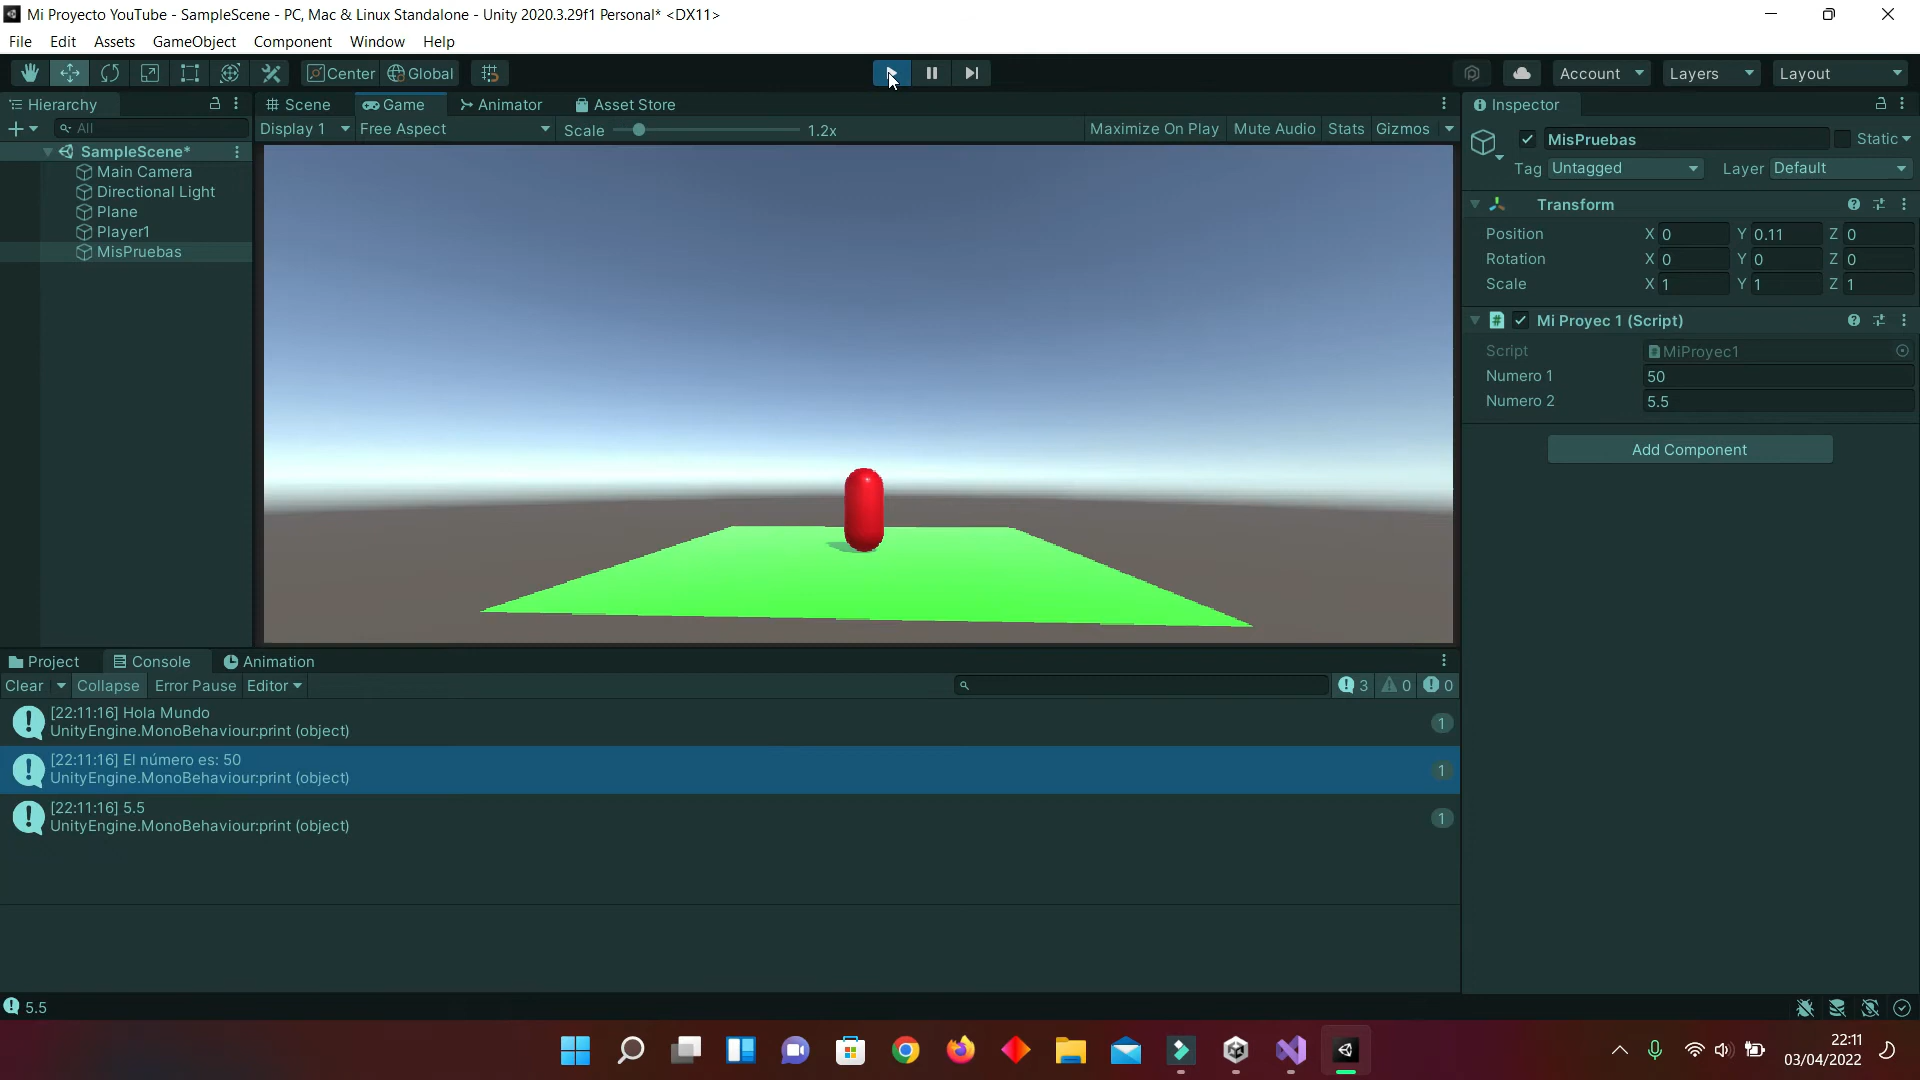 Mi Proyecto YouTube - SampleScene - PC, Mac & Linux Standalone - Unity 2020.3.29f1 Personal* <DX11>
File Edit Assets GameObject Component Window Help
Center Global Account Layers Layout
Hierarchy
All
SampleScene*
Main Camera
Directional Light
Plane
Player1
MisPruebas
Scene Game Animator Asset Store
Display 1 Free Aspect Scale 1.2x Maximize On Play Mute Audio Stats Gizmos
Inspector
MisPruebas Static
Tag Untagged Layer Default
Transform
Position X 0 Y 0.11 Z 0
Rotation X 0 Y 0 Z 0
Scale X 1 Y 1 Z 1
# Mi Proyec 1 (Script)
Script # MiProyec1
Numero 1 50
Numero 2 5.5
Add Component
Project Console Animation
Clear Collapse Error Pause Editor 3 0 0
[22:11:16] Hola Mundo
UnityEngine.MonoBehaviour:print (object)
1
[22:11:16] El número es: 50
UnityEngine.MonoBehaviour:print (object)
1
[22:11:16] 5.5
UnityEngine.MonoBehaviour:print (object)
1
5.5
22:11
03/04/2022